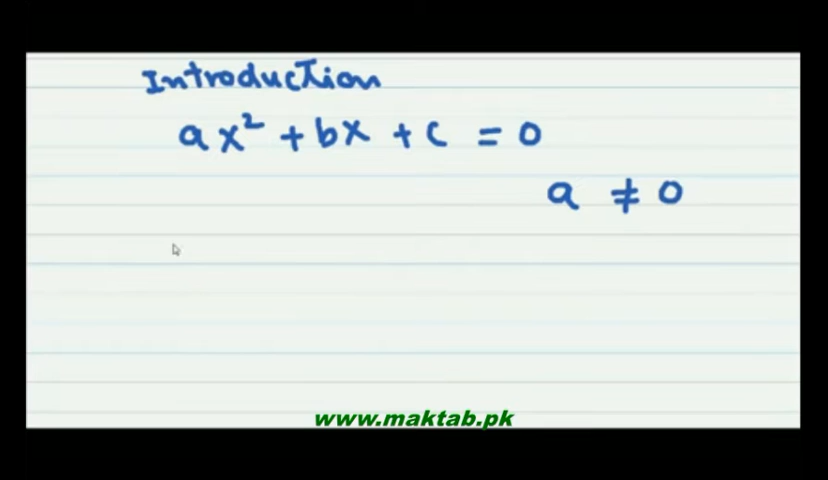 Introduction
ax² + bx + c = 0
a ≠ 0
www.maktab.pk